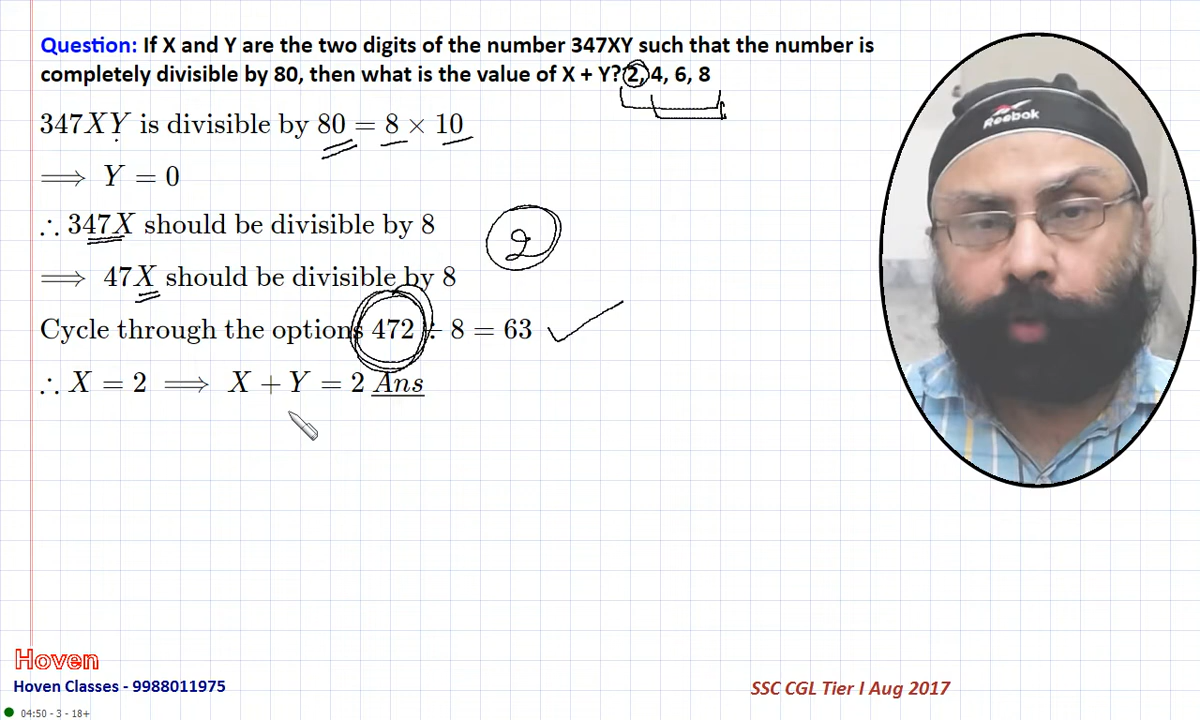 Question: If X and Y are the two digits of the number 347XY such that the number is
completely divisible by 80, then what is the value of X + Y? 2, 4, 6, 8
347XY is divisible by 80 = 8 × 10
⟹ Y = 0
∴ 347X should be divisible by 8
2
⟹ 47X should be divisible by 8
Cycle through the options 472 ÷ 8 = 63
∴ X = 2 ⟹ X + Y = 2 Ans
Reebok
Hoven
Hoven Classes - 9988011975
SSC CGL Tier I Aug 2017
04:50 - 3 - 18+